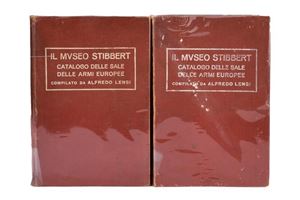 IL MVSEO STIBBERT
CATALOGO DELLE SALE
DELLE ARMI EUROPEE
COMPILATO DA ALFREDO LENSI
IL MVSEO STIBBERT
CATALOGO DELLE SALE
DELLE ARMI EUROPEE
COMPILATO DA ALFREDO LENSI